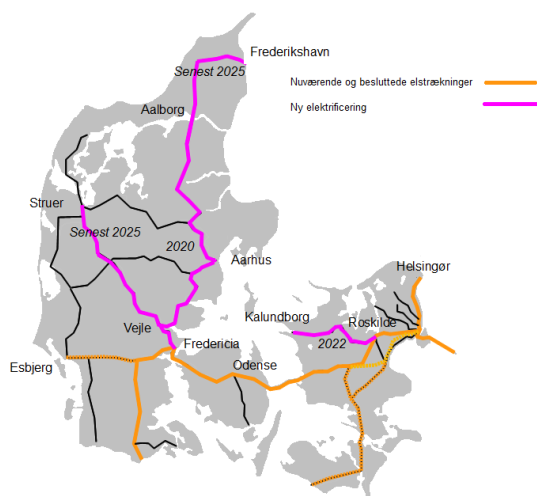 Frederikshavn
Senest 2025
Nuværende og besluttede elstrækninger
Ny elektrificering
Aalborg
Struer
Senest 2025
2020
Aarhus
Helsingør
Kalundborg
Roskilde
Vejle
2022
Fredericia
Esbjerg
Odense